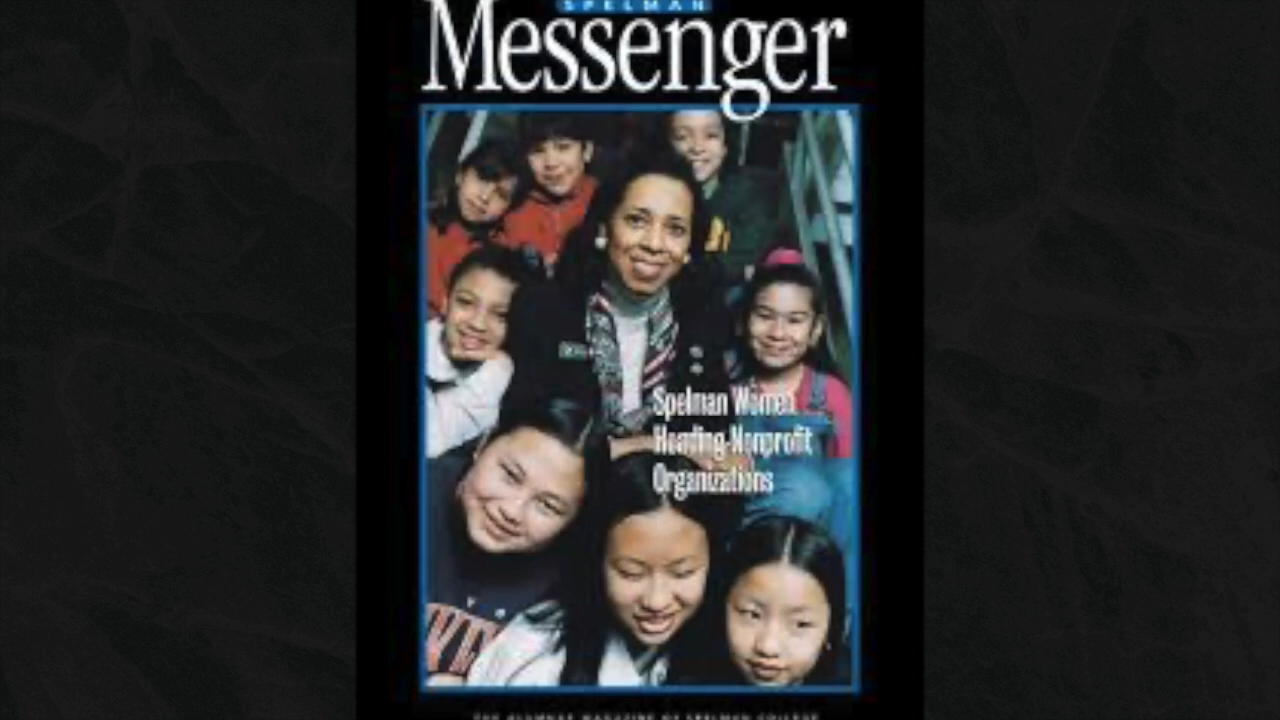 SPELMAN
Messenger
Spelman Women
Heading Nonprofit
Organizations
THE ALUMNAE MAGAZINE OF SPELMAN COLLEGE